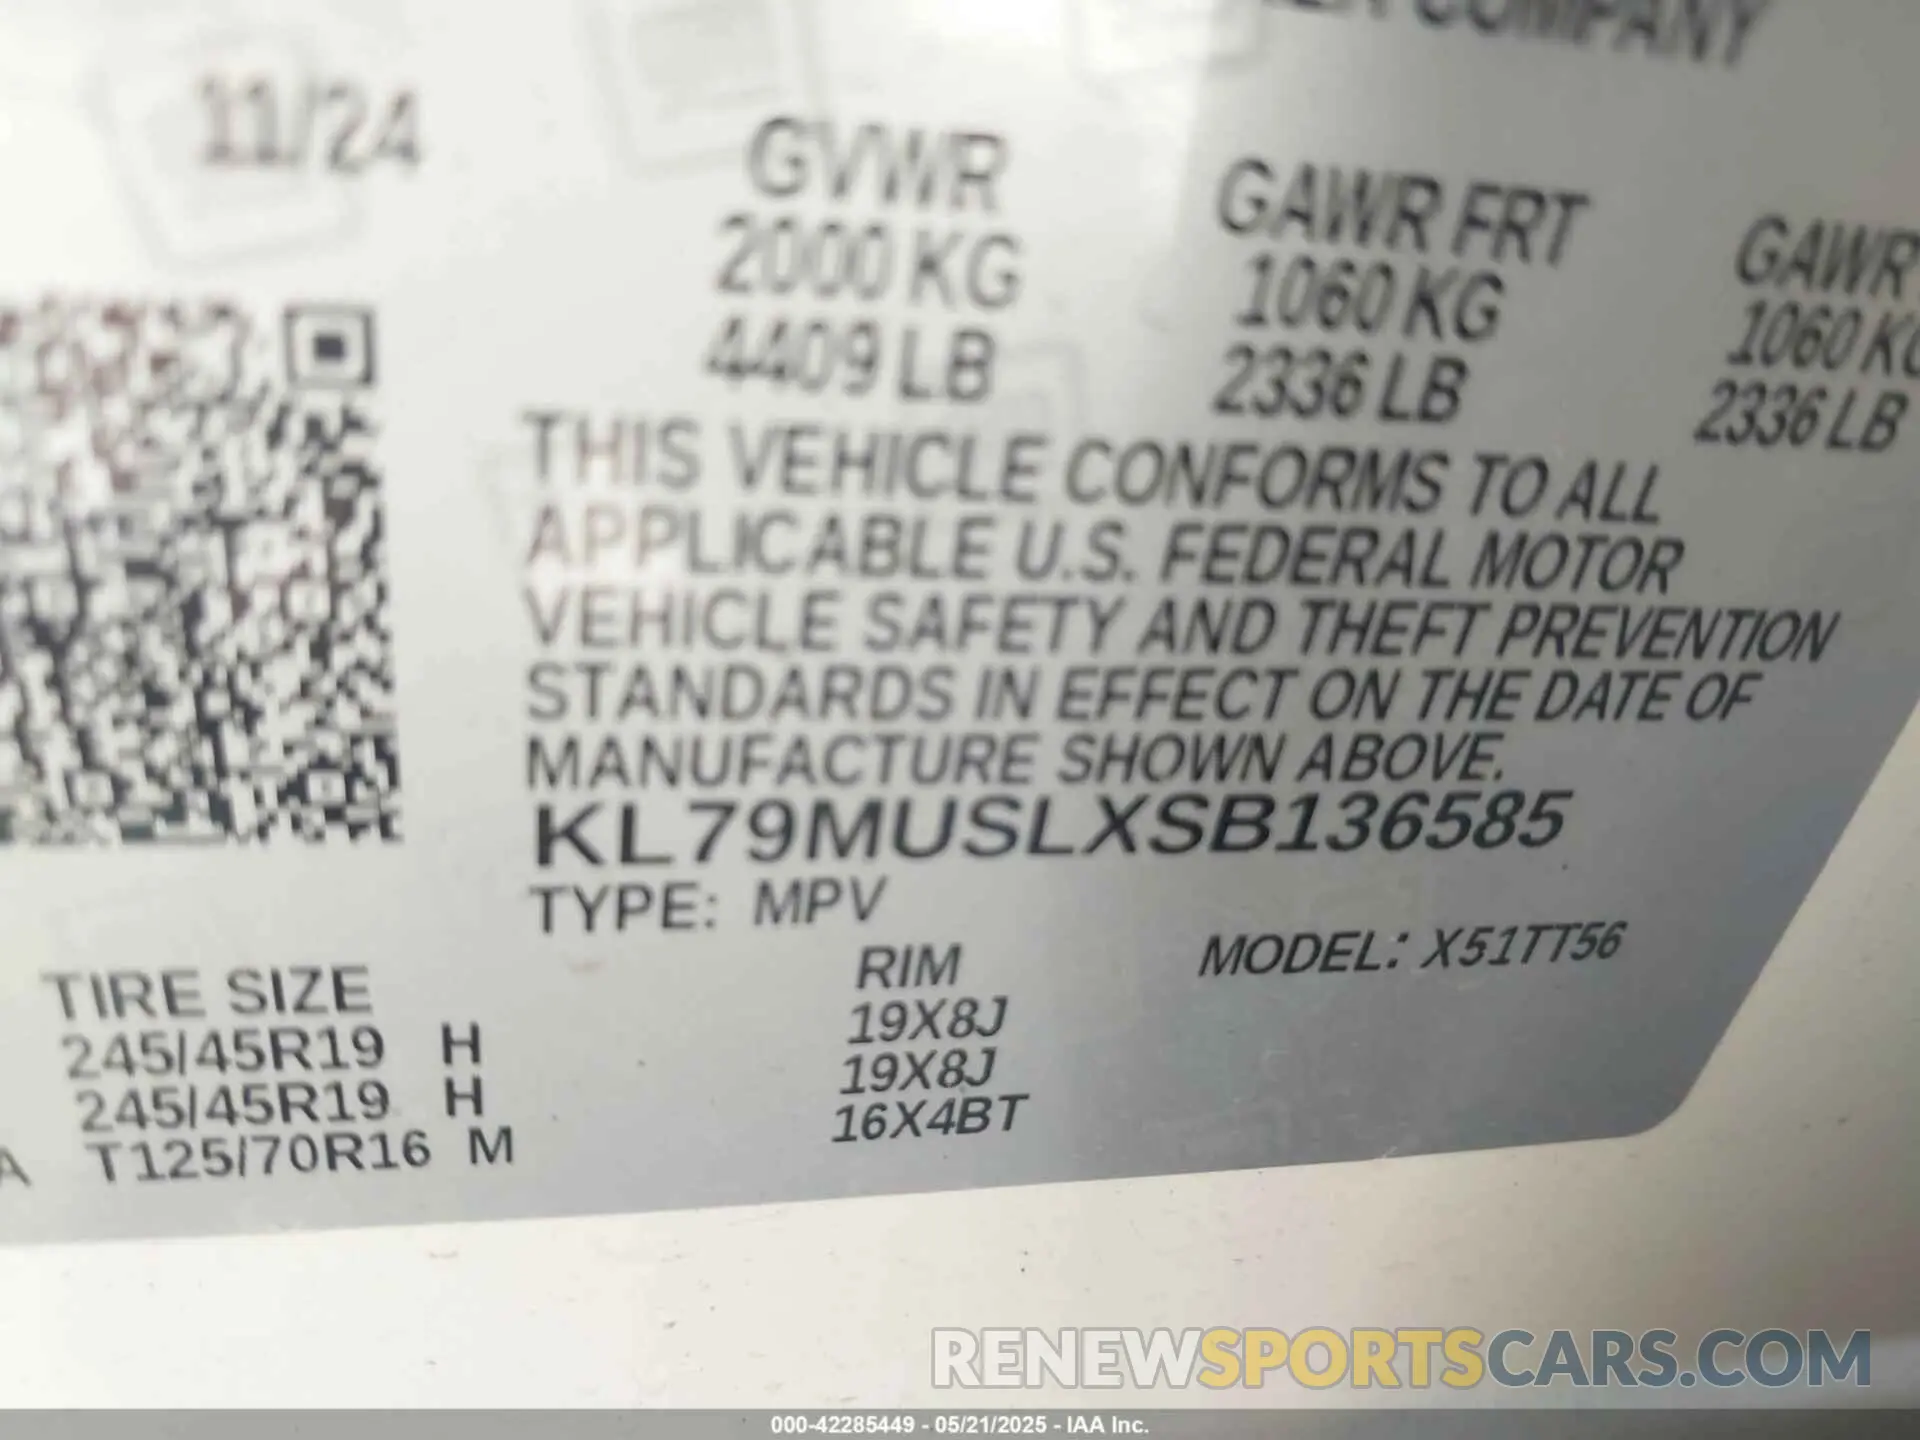 COMPANY
11/24
GVWR
2000 KG
4409 LB
GAWR FRT
1060 KG
2336 LB
GAWR
1060 KG
2336 LB
THIS VEHICLE CONFORMS TO ALL
APPLICABLE U.S. FEDERAL MOTOR
VEHICLE SAFETY AND THEFT PREVENTION
STANDARDS IN EFFECT ON THE DATE OF
MANUFACTURE SHOWN ABOVE.
KL79MUSLXSB136585
TYPE: MPV
MODEL: X51TT56
TIRE SIZE
245/45R19 H
245/45R19 H
A T125/70R16 M
RIM
19X8J
19X8J
16X4BT
RENEWSPORTSCARS.COM
000-42285449 - 05/21/2025 - IAA Inc.